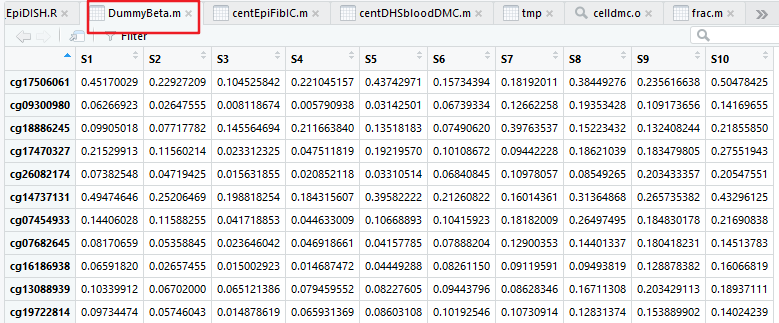 EpiDISH.R DummyBeta.m centEpiFibIC.m centDHSbloodDMC.m tmp celldmc.o frac.m
Filter
S1 S2 S3 S4 S5 S6 S7 S8 S9 S10
cg17506061 0.45170029 0.22927209 0.104525842 0.221045157 0.43742971 0.15734394 0.18192011 0.38449276 0.235616638 0.50478425
cg09300980 0.06266923 0.02647555 0.008118674 0.005790938 0.03142501 0.06739334 0.12662258 0.19353428 0.109173656 0.14169655
cg18886245 0.09905018 0.07717782 0.145564694 0.211663840 0.13518183 0.07490620 0.39763537 0.15223432 0.132408244 0.21855850
cg17470327 0.21529913 0.11560214 0.023312325 0.047511819 0.19219570 0.10108672 0.09442228 0.18621039 0.183479805 0.27551943
cg26082174 0.07382548 0.04719425 0.015631855 0.020852118 0.03310514 0.06840845 0.10978057 0.08549265 0.203433357 0.20547551
cg14737131 0.49474646 0.25206469 0.198818254 0.184315607 0.39582222 0.21260822 0.16014361 0.31364868 0.265735382 0.43296125
cg07454933 0.14406028 0.11588255 0.041718853 0.044633009 0.10668893 0.10415923 0.18182009 0.26497495 0.184830178 0.21690838
cg07682645 0.08170659 0.05358845 0.023646042 0.046918661 0.04157785 0.07888204 0.12900353 0.14401337 0.180418231 0.14513783
cg16186938 0.06591820 0.02657455 0.015002923 0.014687472 0.04449288 0.08261150 0.09119591 0.09493819 0.128878382 0.16066819
cg13088939 0.10339912 0.06702000 0.065121386 0.079459552 0.08227605 0.09443796 0.08628346 0.16711308 0.203429113 0.18937111
cg19722814 0.09734474 0.05746043 0.014878619 0.065931369 0.08603108 0.10192546 0.10730914 0.12831374 0.153889902 0.14024239